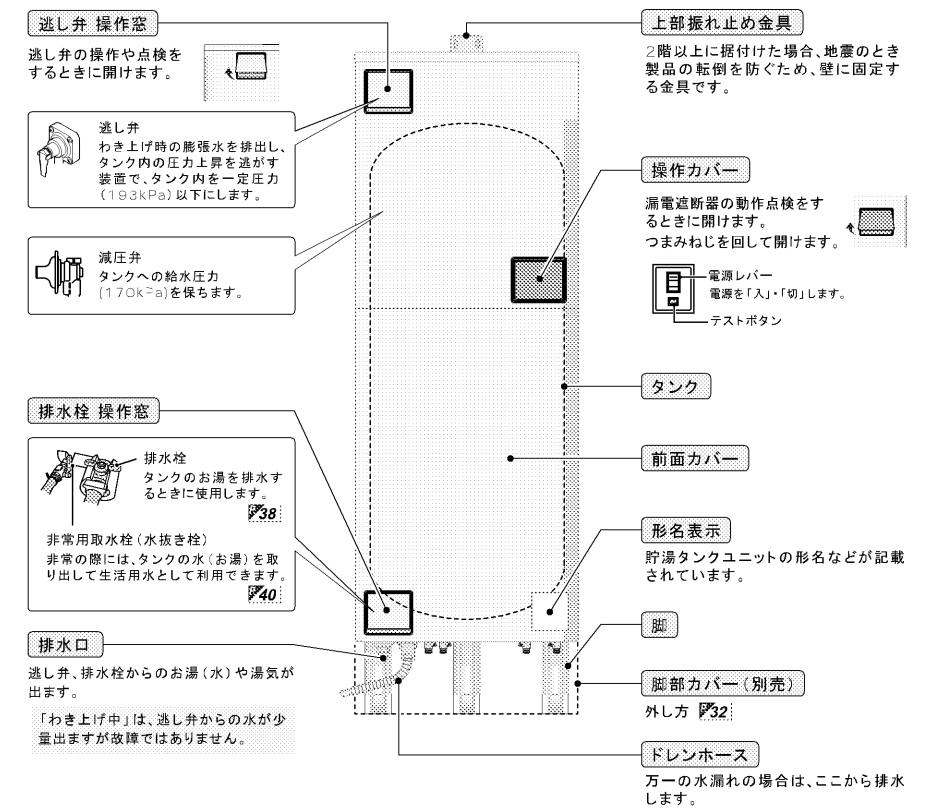 逃し弁 操作窓
逃し弁の操作や点検を
するときに開けます。
逃し弁
わき上げ時の膨張水を排出し、
タンク内の圧力上昇を逃がす
装置で、タンク内を一定圧力
(193kPa)以下にします。
減圧弁
タンクへの給水圧力
(170kPa)を保ちます。
排水栓 操作窓
排水栓
タンクのお湯を排水す
るときに使用します。
38
非常用取水栓(水抜き栓)
非常の際には、タンクの水(お湯)を取
り出して生活用水として利用できます。
40
排水口
逃し弁、排水栓からのお湯(水)や湯気が
出ます。
「わき上げ中」は、逃し弁からの水が少
量出ますが故障ではありません。
上部振れ止め金具
2階以上に据付けた場合、地震のとき
製品の転倒を防ぐため、壁に固定す
る金具です。
操作カバー
漏電遮断器の動作点検をす
るときに開けます。
つまみねじを回して開けます。
電源レバー
電源を「入」・「切」します。
テストボタン
タンク
前面カバー
形名表示
貯湯タンクユニットの形名などが記載
されています。
脚
脚部カバー(別売)
外し方 32
ドレンホース
万一の水漏れの場合は、ここから排水
します。